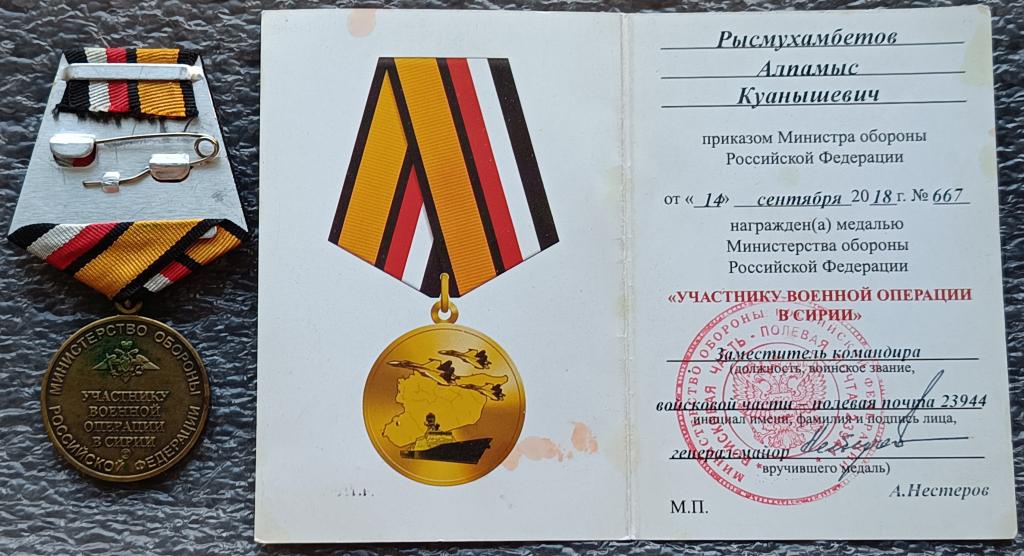 МИНИСТЕРСТВО ОБОРОНЫ
РОССИЙСКОЙ ФЕДЕРАЦИИ
УЧАСТНИКУ
ВОЕННОЙ
ОПЕРАЦИИ
В СИРИИ
Рысмухамбетов
Алпамыс
Куанышевич
приказом Министра обороны
Российской Федерации
от « 14 » сентября 20 18 г. № 667
награжден(а) медалью
Министерства обороны
Российской Федерации
«УЧАСТНИКУ ВОЕННОЙ ОПЕРАЦИИ
В СИРИИ»
Заместитель командира
(должность, воинское звание,
войсковой части – полевая почта 23944
инициал имени, фамилия и подпись лица,
генерал-майор
вручившего медаль)
А.Нестеров
М.П.